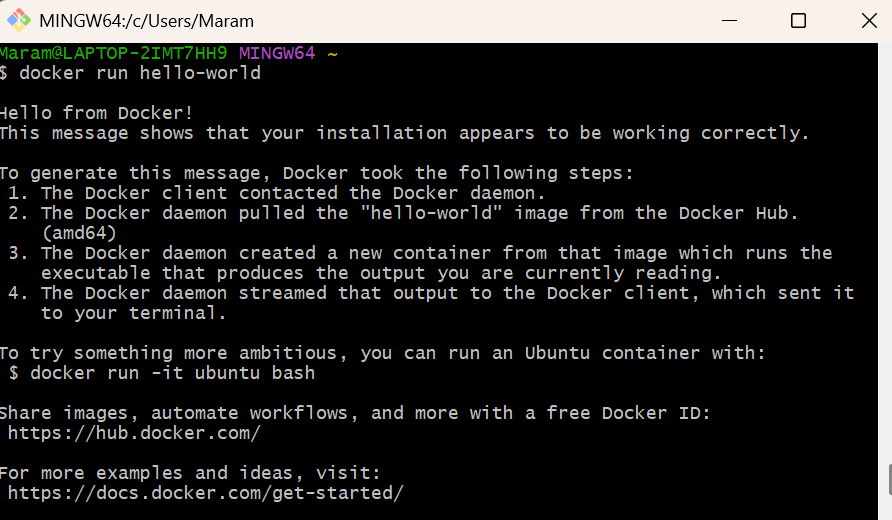 MINGW64:/c/Users/Maram
Maram@LAPTOP-2IMT7HH9 MINGW64 ~
$ docker run hello-world
Hello from Docker!
This message shows that your installation appears to be working correctly.
To generate this message, Docker took the following steps:
1. The Docker client contacted the Docker daemon.
2. The Docker daemon pulled the "hello-world" image from the Docker Hub.
(amd64)
3. The Docker daemon created a new container from that image which runs the
executable that produces the output you are currently reading.
4. The Docker daemon streamed that output to the Docker client, which sent it
to your terminal.
To try something more ambitious, you can run an Ubuntu container with:
$ docker run -it ubuntu bash
Share images, automate workflows, and more with a free Docker ID:
https://hub.docker.com/
For more examples and ideas, visit:
https://docs.docker.com/get-started/